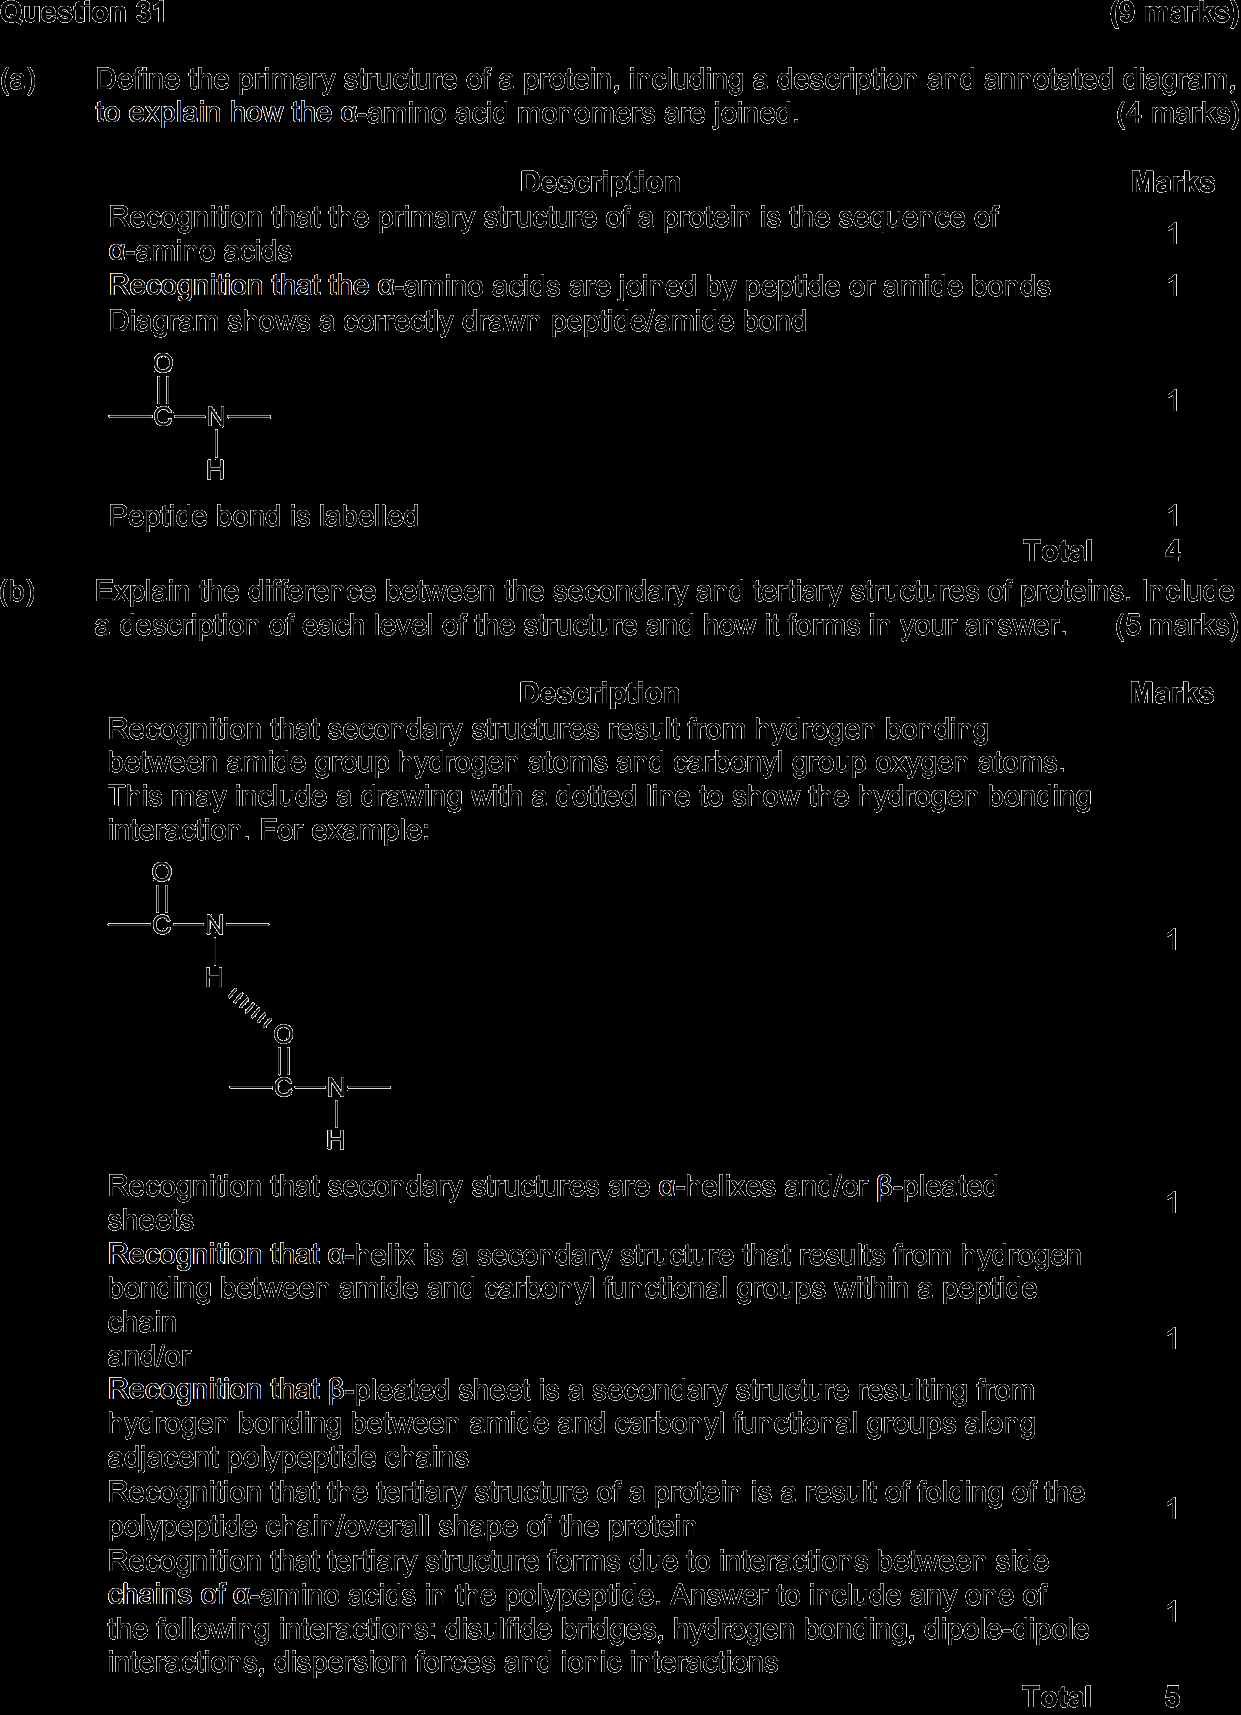 Question 31 (9 marks)
(a) Define the primary structure of a protein, including a description and annotated diagram,
to explain how the α-amino acid monomers are joined. (4 marks)
Description Marks
Recognition that the primary structure of a protein is the sequence of
α-amino acids 1
Recognition that the α-amino acids are joined by peptide or amide bonds 1
Diagram shows a correctly drawn peptide/amide bond
O
C N 1
H
Peptide bond is labelled 1
Total 4
(b) Explain the difference between the secondary and tertiary structures of proteins. Include
a description of each level of the structure and how it forms in your answer. (5 marks)
Description Marks
Recognition that secondary structures result from hydrogen bonding
between amide group hydrogen atoms and carbonyl group oxygen atoms.
This may include a drawing with a dotted line to show the hydrogen bonding
interaction. For example:
O
C N
1
H
O
C N
H
Recognition that secondary structures are α-helixes and/or β-pleated
sheets 1
Recognition that α-helix is a secondary structure that results from hydrogen
bonding between amide and carbonyl functional groups within a peptide
chain
and/or 1
Recognition that β-pleated sheet is a secondary structure resulting from
hydrogen bonding between amide and carbonyl functional groups along
adjacent polypeptide chains
Recognition that the tertiary structure of a protein is a result of folding of the
polypeptide chain/overall shape of the protein 1
Recognition that tertiary structure forms due to interactions between side
chains of α-amino acids in the polypeptide. Answer to include any one of
the following interactions: disulfide bridges, hydrogen bonding, dipole-dipole 1
interactions, dispersion forces and ionic interactions
Total 5